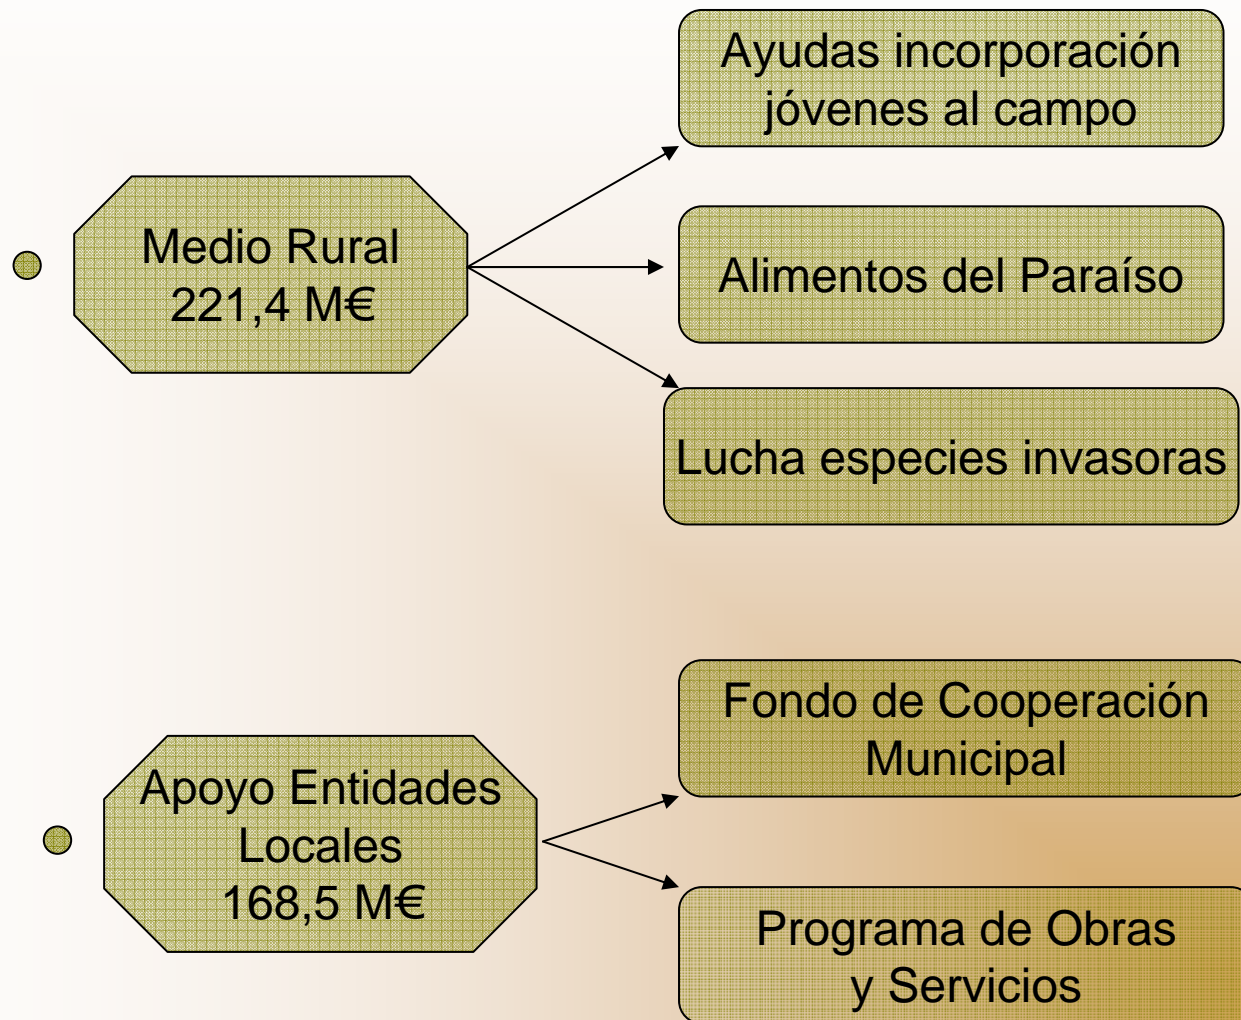 Medio Rural
221,4 M€
Ayudas incorporación
jóvenes al campo
Alimentos del Paraíso
Lucha especies invasoras
Apoyo Entidades
Locales
168,5 M€
Fondo de Cooperación
Municipal
Programa de Obras
y Servicios